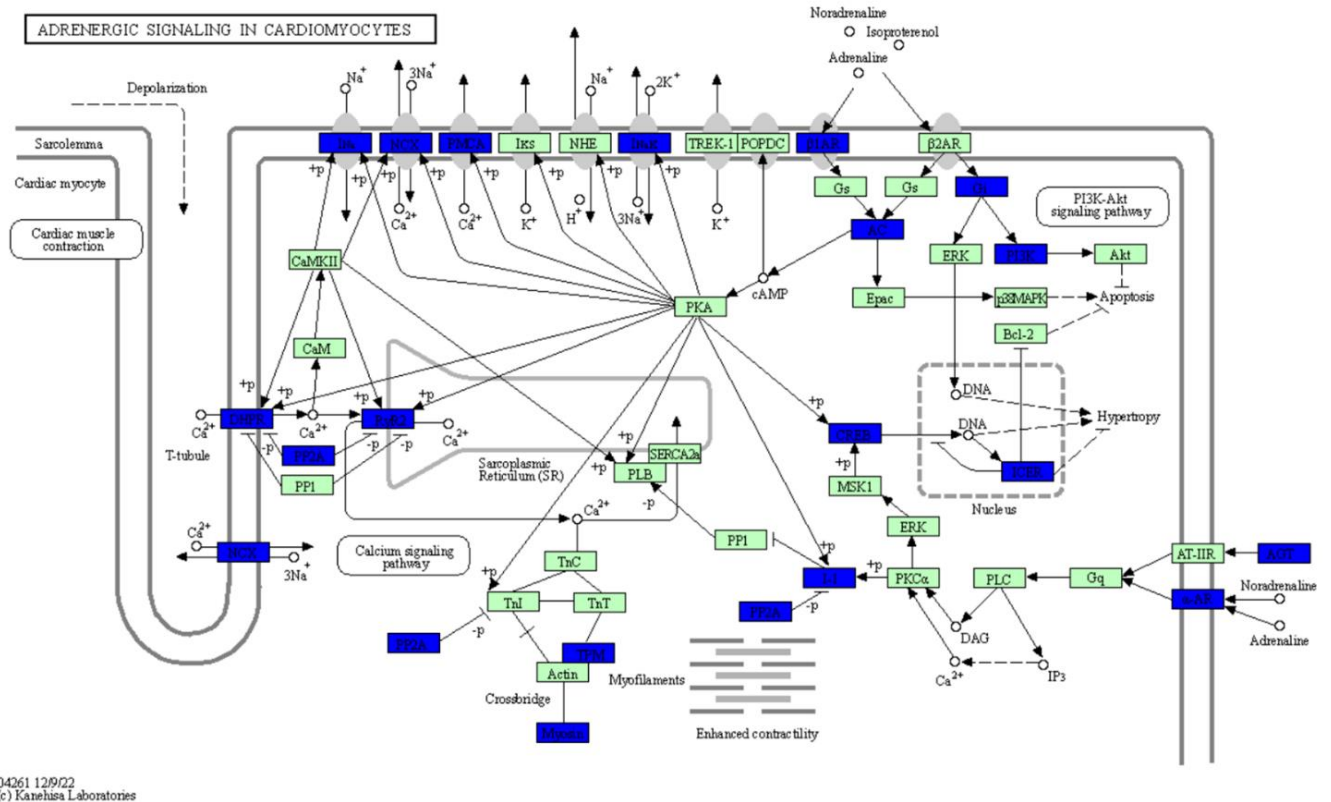 ADRENERGIC SIGNALING IN CARDIOMYOCYTES
Noradrenaline
Isoproterenol
Adrenaline
Depolarization
Na+
3Na+
Na+
2K+
Sarcolemma
NCX
PM2A
IKs
NHE
TREK-1
POPDC
β1AR
β2AR
+p
+p
+p
+p
+p
+p
+p
+p
Cardiac myocyte
Gs
Gs
Gi
PI3K-Akt
signaling pathway
Ca2+
Ca2+
K+
H+
3Na+
K+
Cardiac muscle
contraction
AC
CaMKII
ERK
PI3K
Akt
cAMP
Epac
p38MAPK
Apoptosis
PKA
Bcl-2
CaM
+p
+p
+p
+p
+p
DNA
Hypertropy
DHPR
RyR2
Ca2+
Ca2+
Ca2+
CREB
DNA
-p
-p
-p
T-tubule
PP2A
SERCA2a
+p
+p
+p
ICER
Sarcoplasmic
Reticulum (SR)
PLB
PP1
-p
MSK1
Nucleus
Ca2+
ERK
Ca2+
NCX
3Na+
Calcium signaling
pathway
PP1
+p
AT-IIR
AGT
TnC
+p
I-1
+p
PKCα
PLC
Gq
Noradrenaline
TnI
TnT
PP2A
-p
α-AR
Adrenaline
PP2A
-p
DAG
TPM
Actin
Myofilaments
Ca2+
IP3
Crossbridge
Myosin
Enhanced contractility
04261 12/9/22
(c) Kanehisa Laboratories